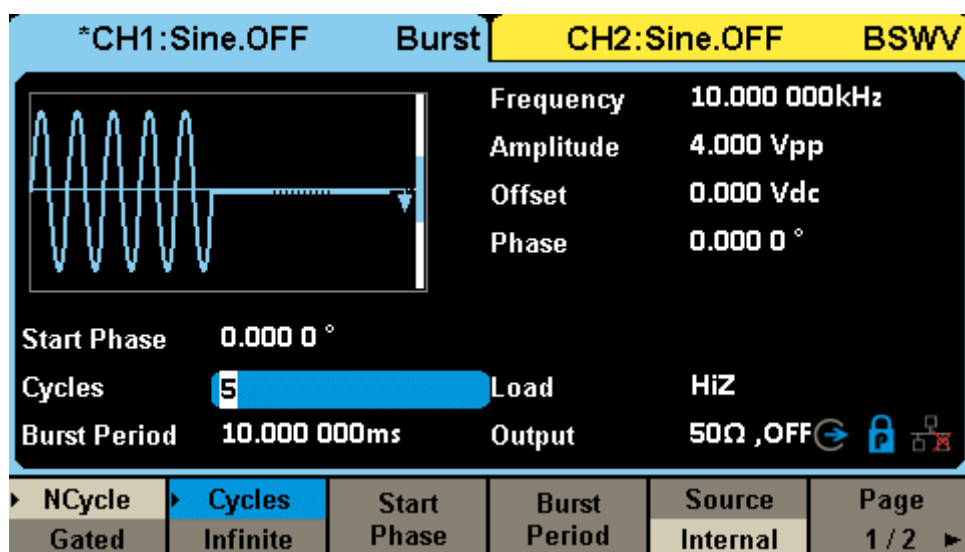 *CH1:Sine.OFF Burst CH2:Sine.OFF BSWV
Frequency 10.000 000kHz
Amplitude 4.000 Vpp
Offset 0.000 Vdc
Phase 0.000 0 °
Start Phase 0.000 0 °
Cycles 5 Load HiZ
Burst Period 10.000 000ms Output 50Ω ,OFF P
NCycle Cycles Start Burst Source Page
Gated Infinite Phase Period Internal 1 / 2